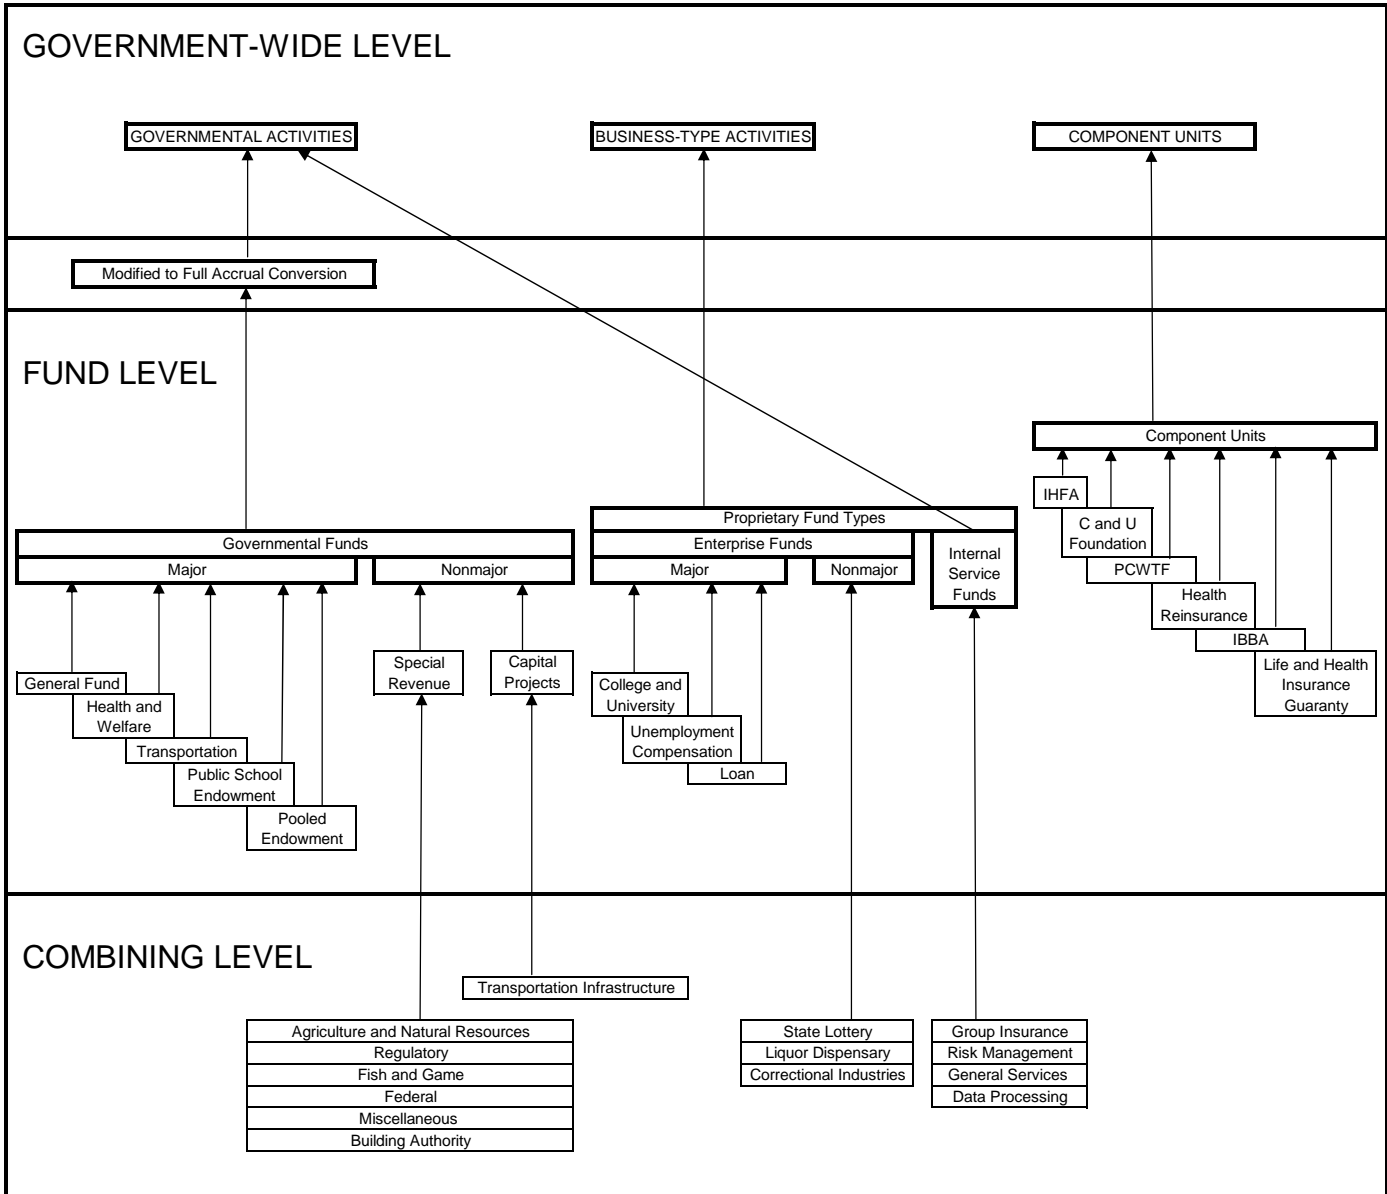 GOVERNMENT-WIDE LEVEL
GOVERNMENTAL ACTIVITIES
BUSINESS-TYPE ACTIVITIES
COMPONENT UNITS
Modified to Full Accrual Conversion
FUND LEVEL
Component Units
IHFA
C and U
Foundation
PCWTF
Health
Reinsurance
IBBA
Life and Health
Insurance
Guaranty
Proprietary Fund Types
Governmental Funds
Enterprise Funds
Internal
Service
Funds
Major
Nonmajor
Major
Nonmajor
General Fund
Health and
Welfare
Transportation
Public School
Endowment
Pooled
Endowment
Special
Revenue
Capital
Projects
College and
University
Unemployment
Compensation
Loan
COMBINING LEVEL
Transportation Infrastructure
Agriculture and Natural Resources
Regulatory
Fish and Game
Federal
Miscellaneous
Building Authority
State Lottery
Liquor Dispensary
Correctional Industries
Group Insurance
Risk Management
General Services
Data Processing